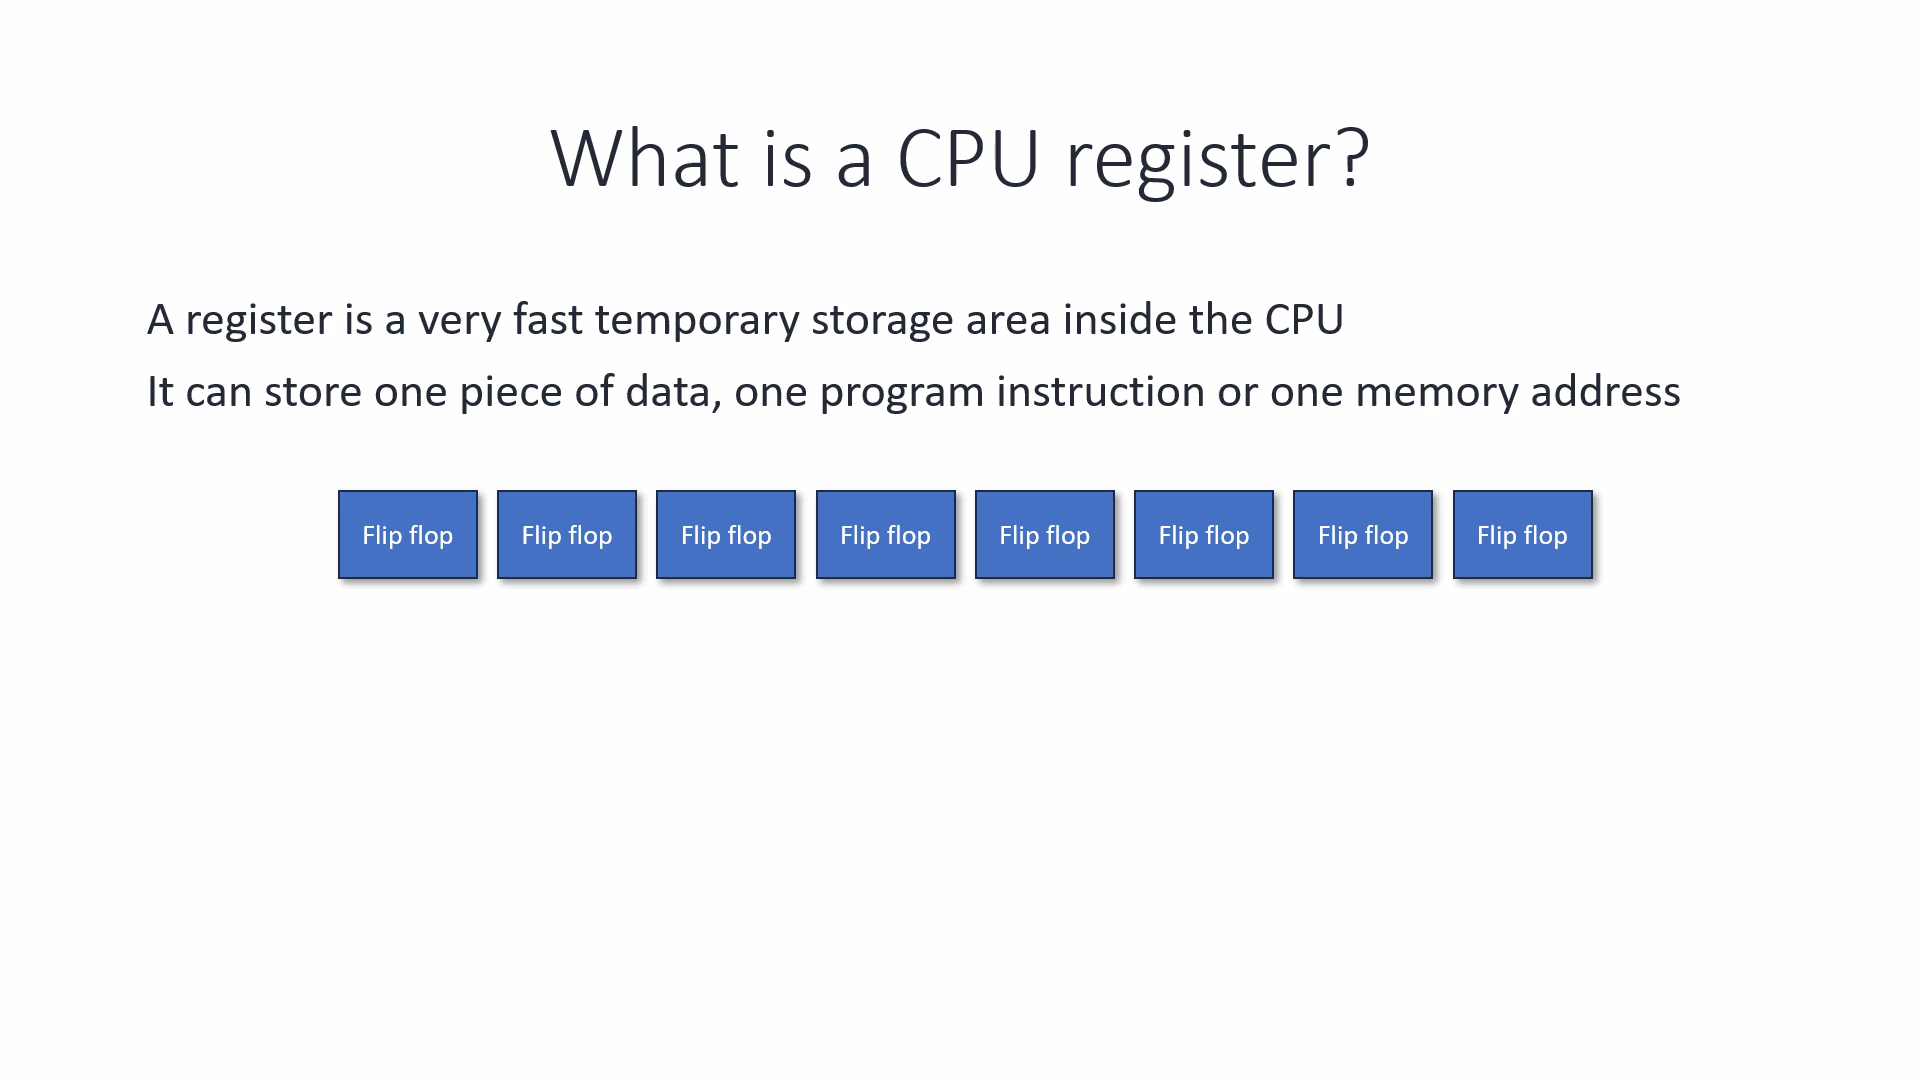 What is a CPU register?
A register is a very fast temporary storage area inside the CPU
It can store one piece of data, one program instruction or one memory address
Flip flop Flip flop Flip flop Flip flop Flip flop Flip flop Flip flop Flip flop